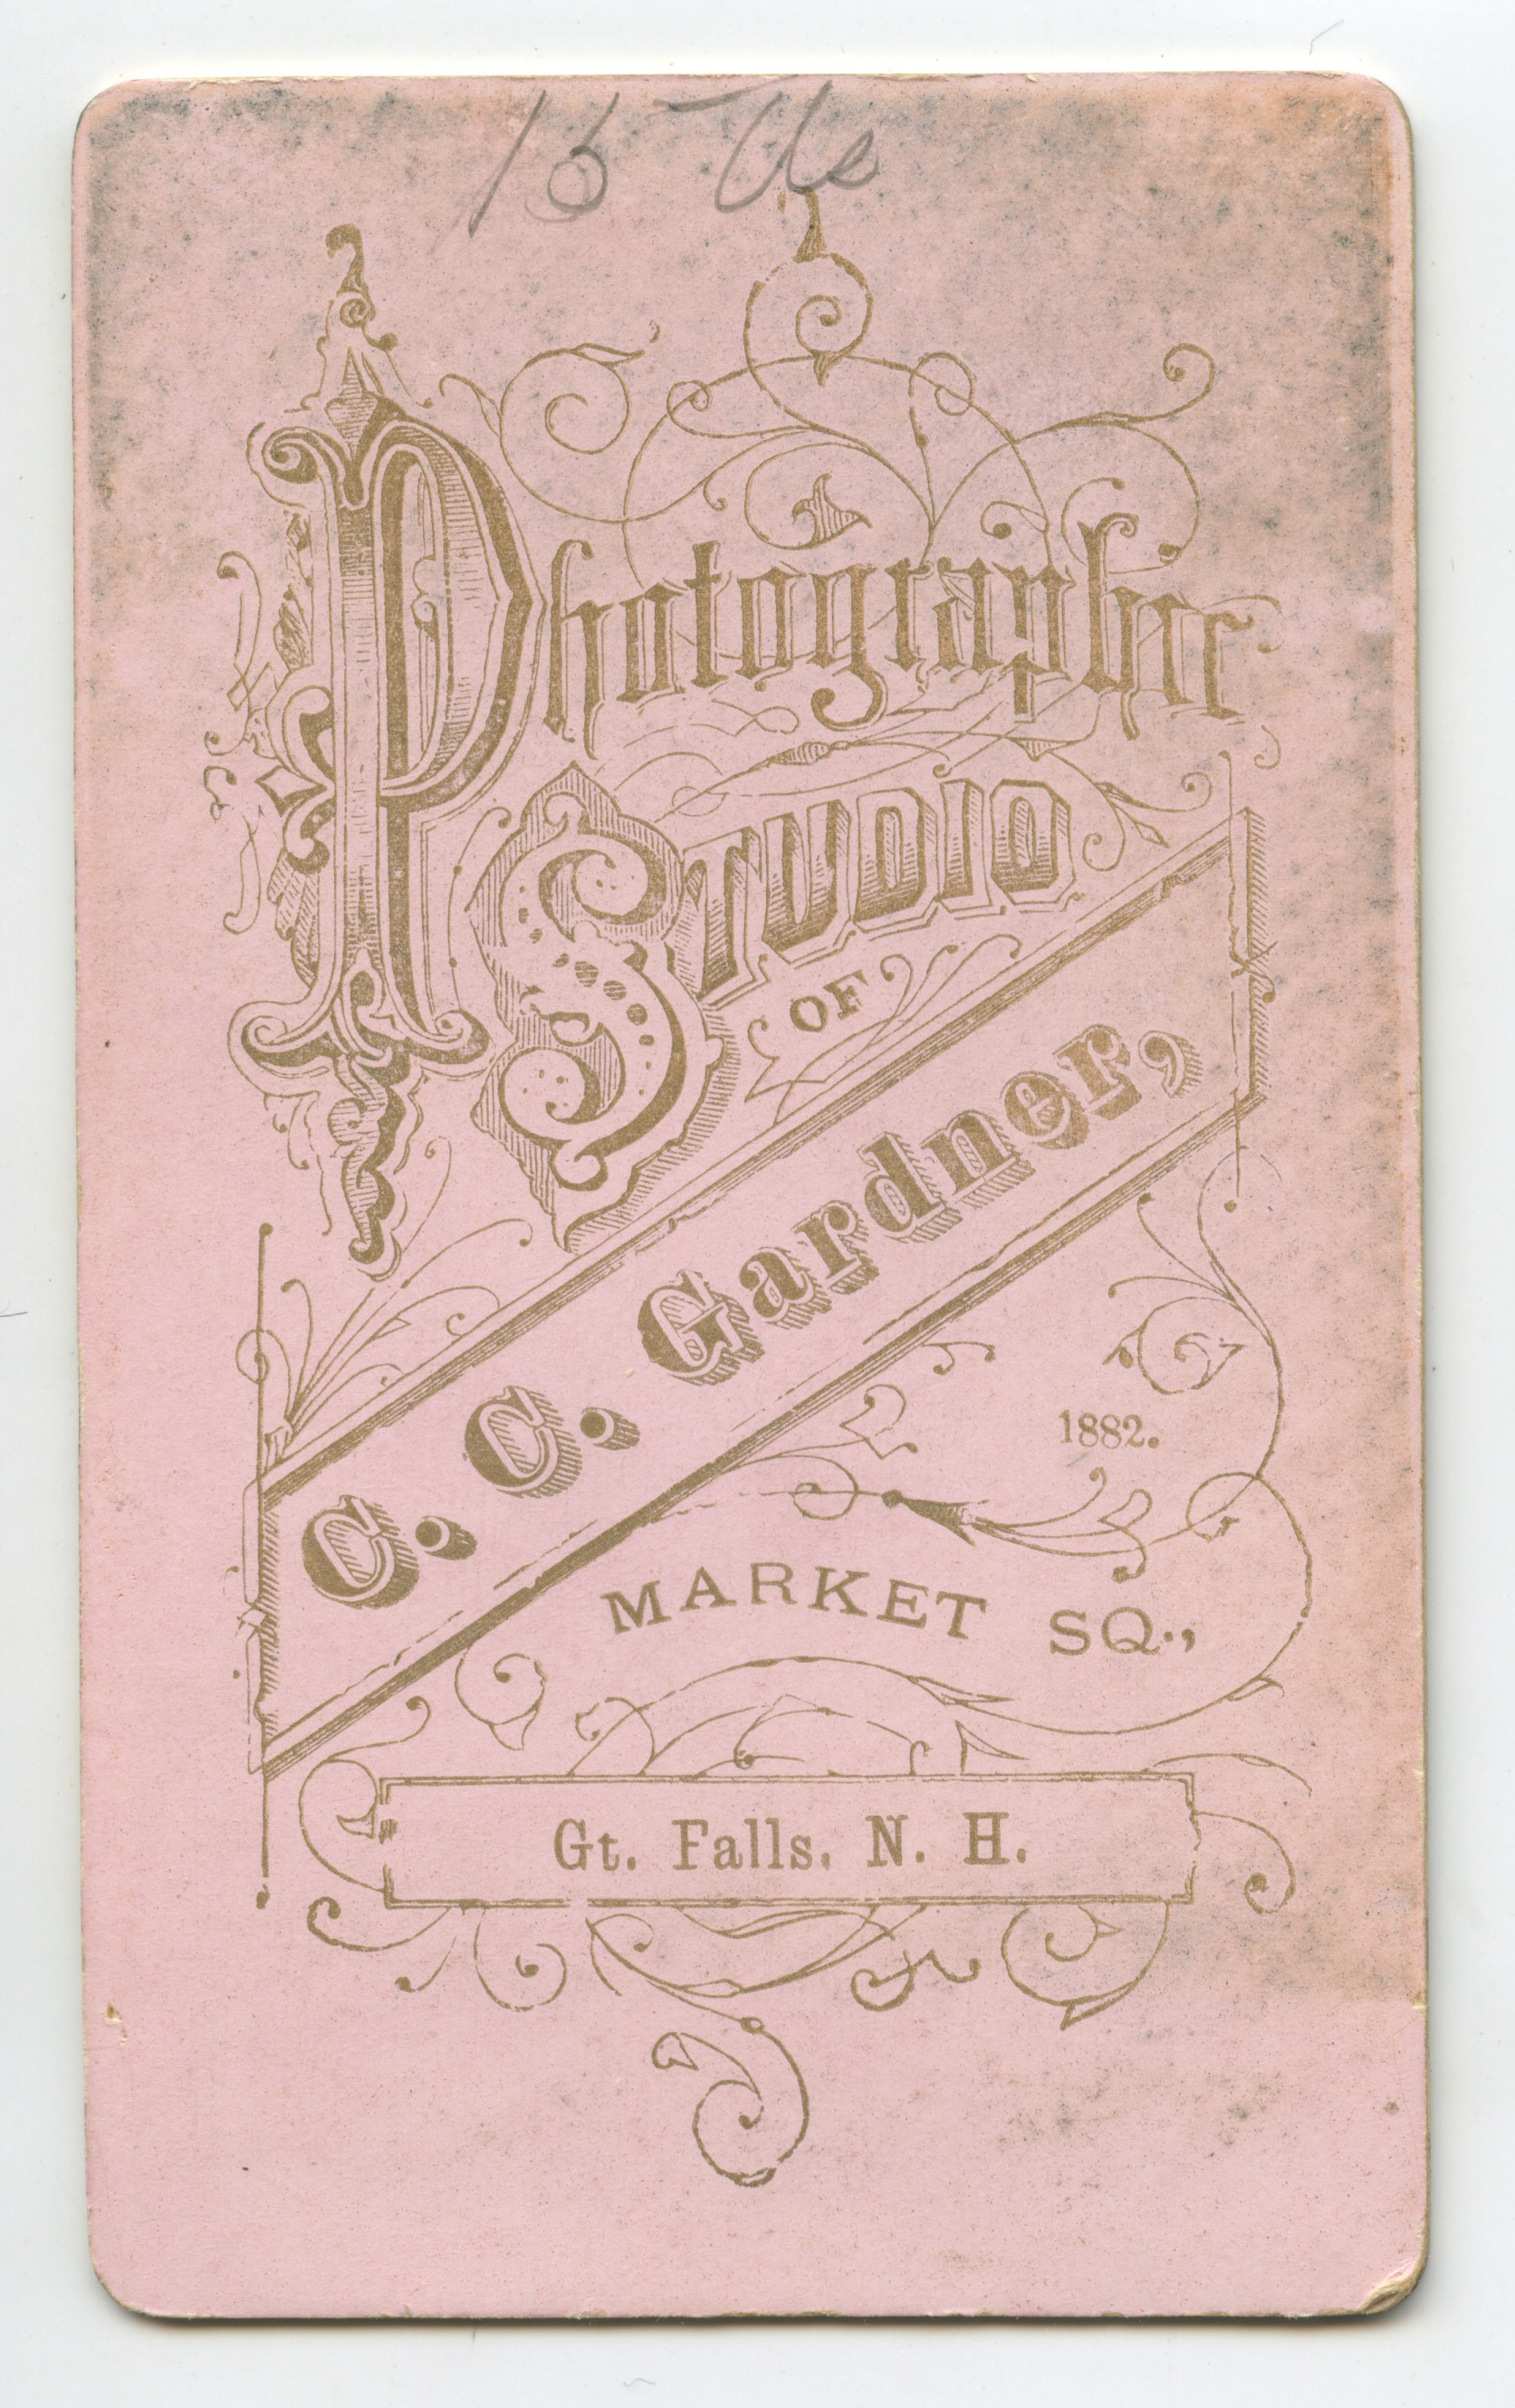 Photographic
STUDIO
OF
C. C. Gardner,
1882.
MARKET SQ.,
Gt. Falls, N. H.